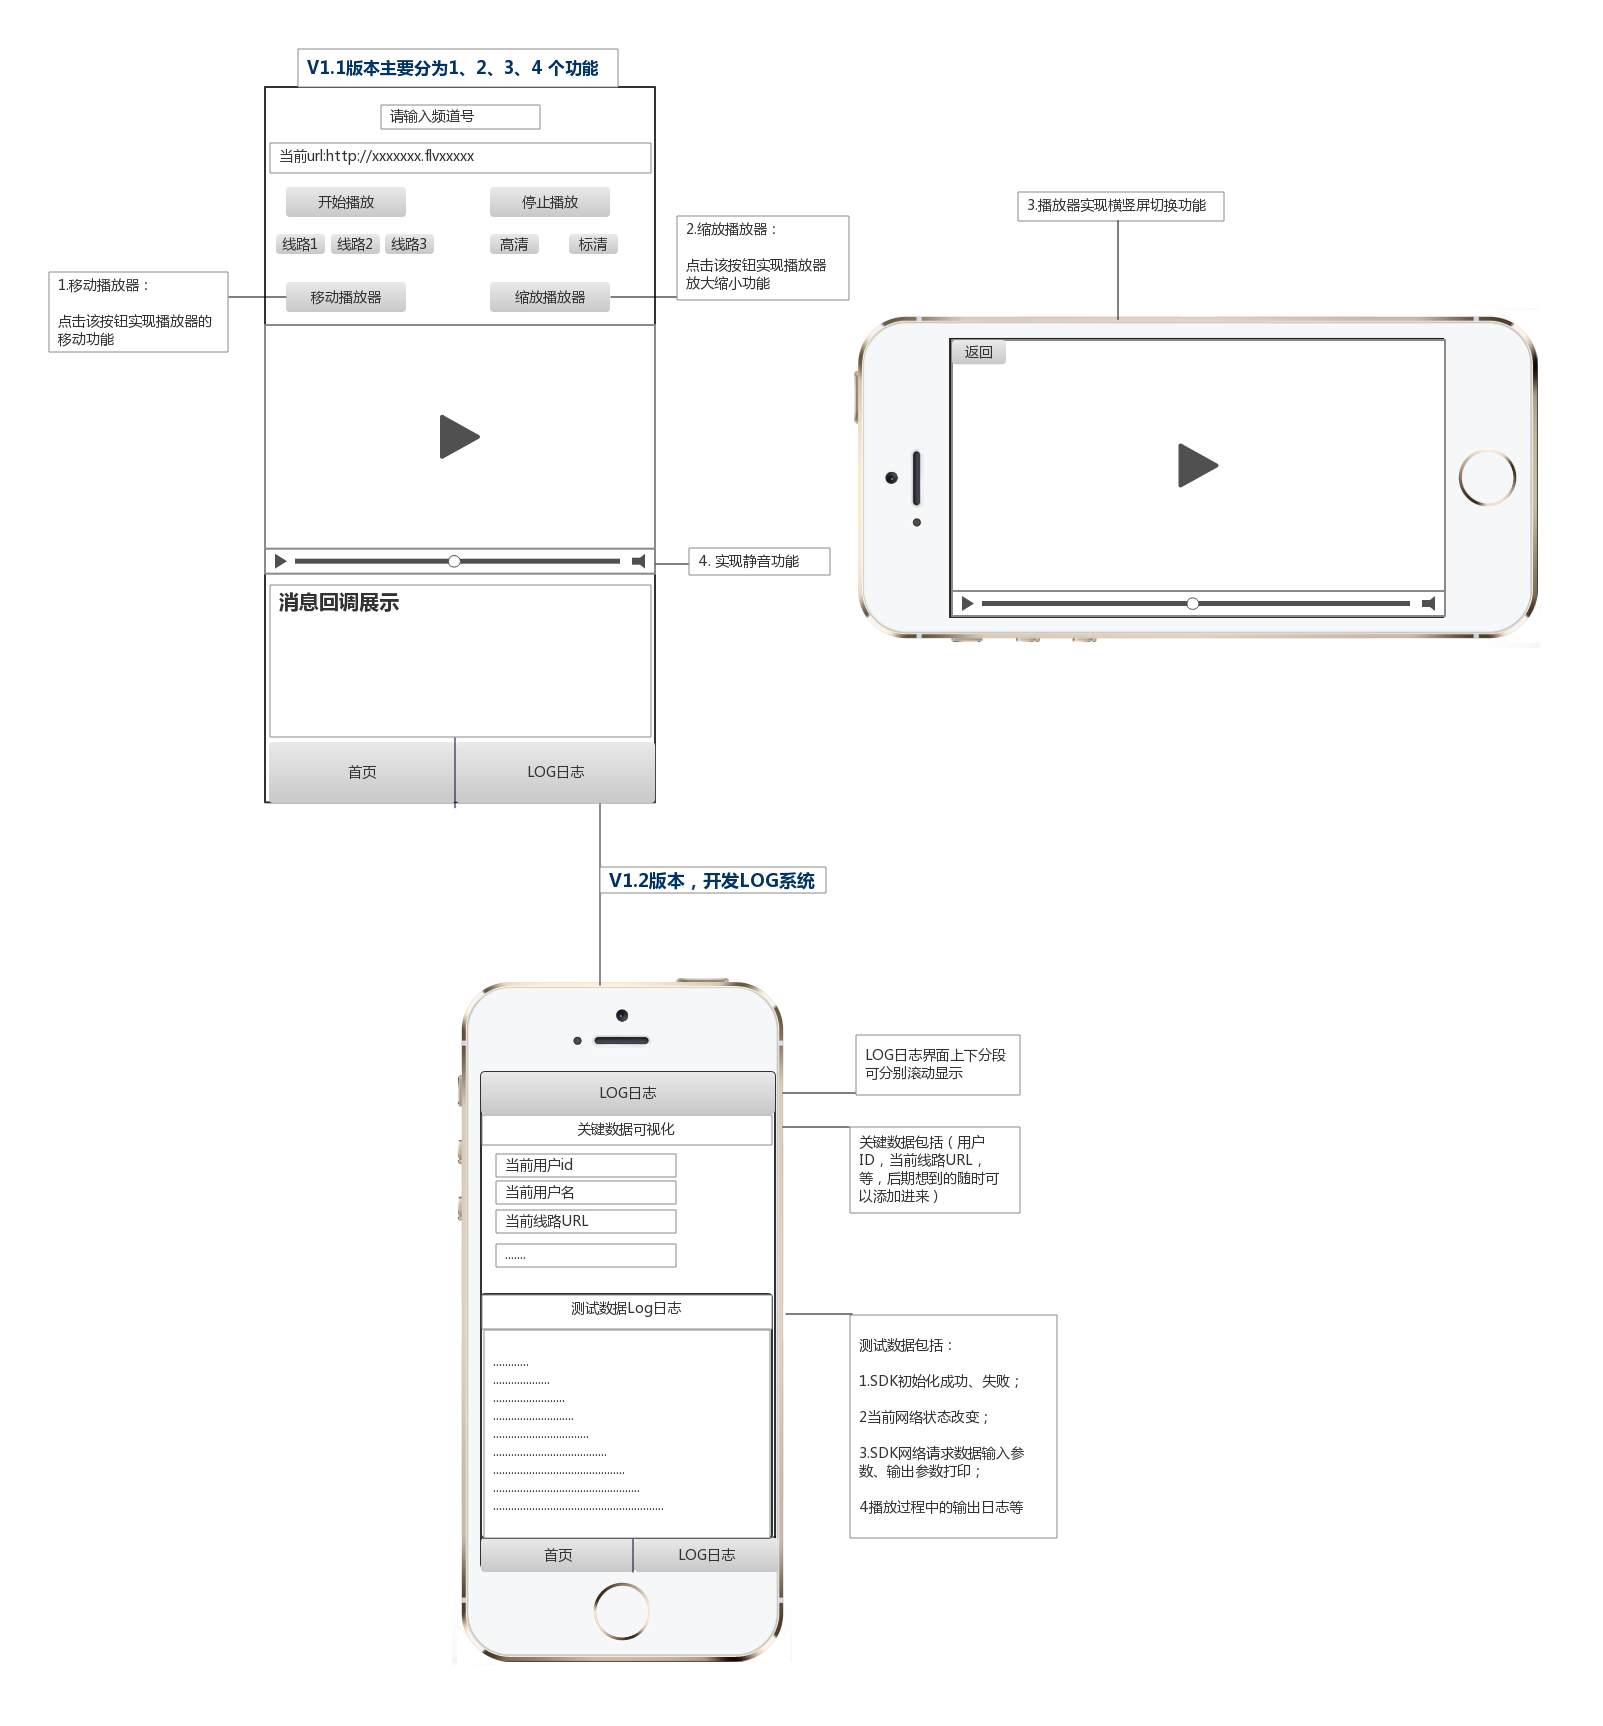 V1.1版本主要分为1、2、3、4 个功能
请输入频道号
当前url:http://xxxxxxx.flvxxxxx
开始播放
停止播放
线路1
线路2
线路3
高清
标清
移动播放器
缩放播放器
1.移动播放器：
点击该按钮实现播放器的
移动功能
2.缩放播放器：
点击该按钮实现播放器
放大缩小功能
3.播放器实现横竖屏切换功能
返回
4. 实现静音功能
消息回调展示
首页
LOG日志
V1.2版本，开发LOG系统
LOG日志
关键数据可视化
当前用户id
当前用户名
当前线路URL
.......
测试数据Log日志
............
...................
........................
...........................
................................
......................................
............................................
.................................................
.........................................................
首页
LOG日志
LOG日志界面上下分段
可分别滚动显示
关键数据包括（用户
ID，当前线路URL，
等，后期想到的随时可
以添加进来）
测试数据包括：
1.SDK初始化成功、失败；
2当前网络状态改变；
3.SDK网络请求数据输入参
数、输出参数打印；
4播放过程中的输出日志等